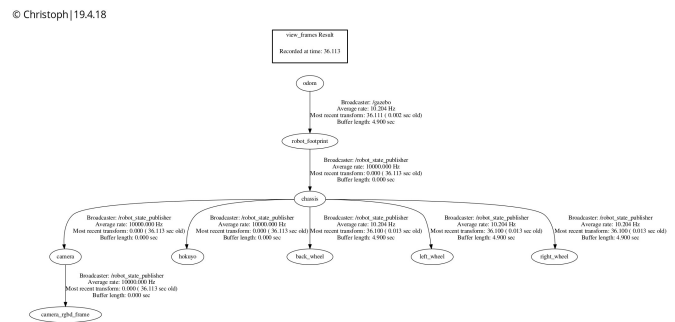 © Christoph|19.4.18
view_frames Result
Recorded at time: 36.113
odom
Broadcaster: /gazebo
Average rate: 10.204 Hz
Most recent transform: 36.111 ( 0.002 sec old)
Buffer length: 4.900 sec
robot_footprint
Broadcaster: /robot_state_publisher
Average rate: 10000.000 Hz
Most recent transform: 0.000 ( 36.113 sec old)
Buffer length: 0.000 sec
chassis
Broadcaster: /robot_state_publisher
Average rate: 10000.000 Hz
Most recent transform: 0.000 ( 36.113 sec old)
Buffer length: 0.000 sec
Broadcaster: /robot_state_publisher
Average rate: 10000.000 Hz
Most recent transform: 0.000 ( 36.113 sec old)
Buffer length: 0.000 sec
Broadcaster: /robot_state_publisher
Average rate: 10.204 Hz
Most recent transform: 36.100 ( 0.013 sec old)
Buffer length: 4.900 sec
Broadcaster: /robot_state_publisher
Average rate: 10.204 Hz
Most recent transform: 36.100 ( 0.013 sec old)
Buffer length: 4.900 sec
Broadcaster: /robot_state_publisher
Average rate: 10.204 Hz
Most recent transform: 36.100 ( 0.013 sec old)
Buffer length: 4.900 sec
camera
hokuyo
back_wheel
left_wheel
right_wheel
Broadcaster: /robot_state_publisher
Average rate: 10000.000 Hz
Most recent transform: 0.000 ( 36.113 sec old)
Buffer length: 0.000 sec
camera_rgbd_frame